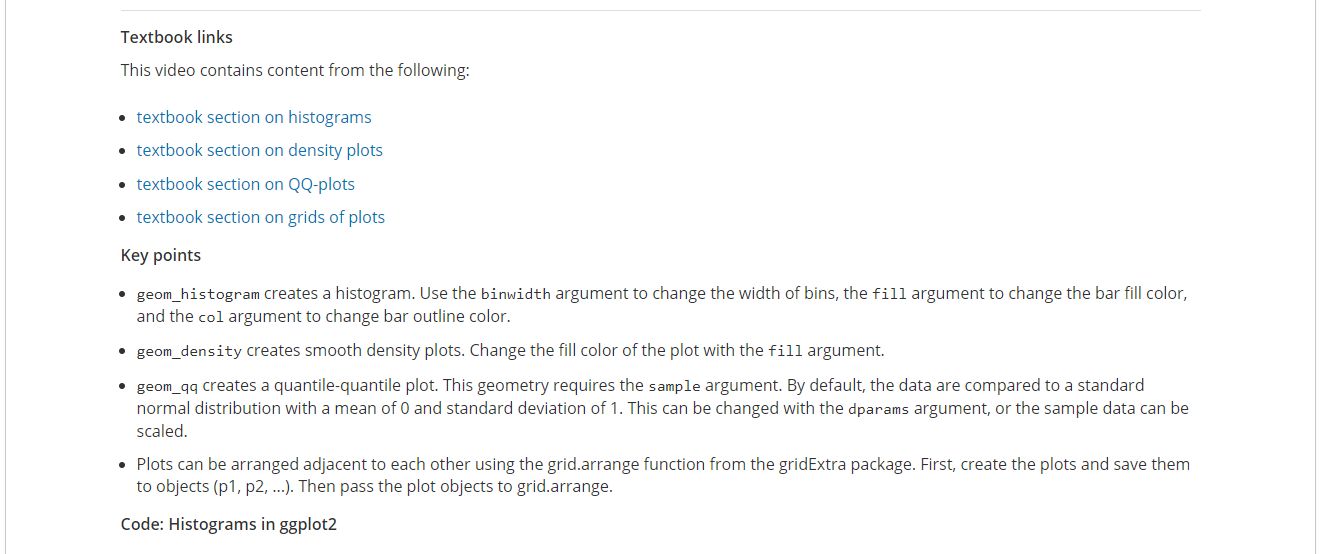 Textbook links
This video contains content from the following:
textbook section on histograms
textbook section on density plots
textbook section on QQ-plots
textbook section on grids of plots
Key points
geom_histogram creates a histogram. Use the binwidth argument to change the width of bins, the fill argument to change the bar fill color,
and the col argument to change bar outline color.
geom_density creates smooth density plots. Change the fill color of the plot with the fill argument.
geom_qq creates a quantile-quantile plot. This geometry requires the sample argument. By default, the data are compared to a standard
normal distribution with a mean of 0 and standard deviation of 1. This can be changed with the dparams argument, or the sample data can be
scaled.
Plots can be arranged adjacent to each other using the grid.arrange function from the gridExtra package. First, create the plots and save them
to objects (p1, p2, ...). Then pass the plot objects to grid.arrange.
Code: Histograms in ggplot2